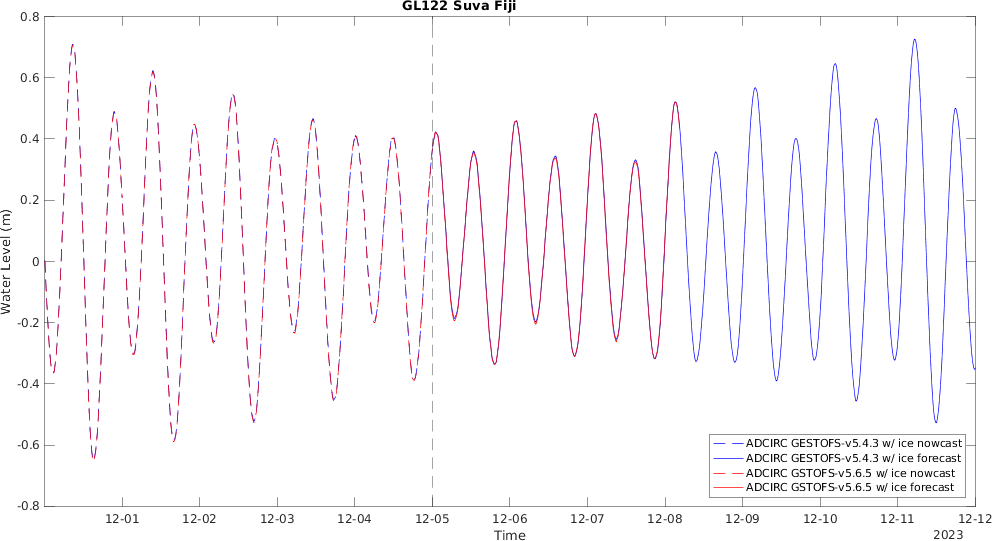 GL122 Suva Fiji
0.8
0.6
0.4
0.2
0
-0.2
-0.4
-0.6
-0.8
Water Level (m)
ADCIRC GESTOFS-v5.4.3 w/ ice nowcast
ADCIRC GESTOFS-v5.4.3 w/ ice forecast
ADCIRC GSTOFS-v5.6.5 w/ ice nowcast
ADCIRC GSTOFS-v5.6.5 w/ ice forecast
12-01 12-02 12-03 12-04 12-05 12-06 12-07 12-08 12-09 12-10 12-11 12-12
Time
2023